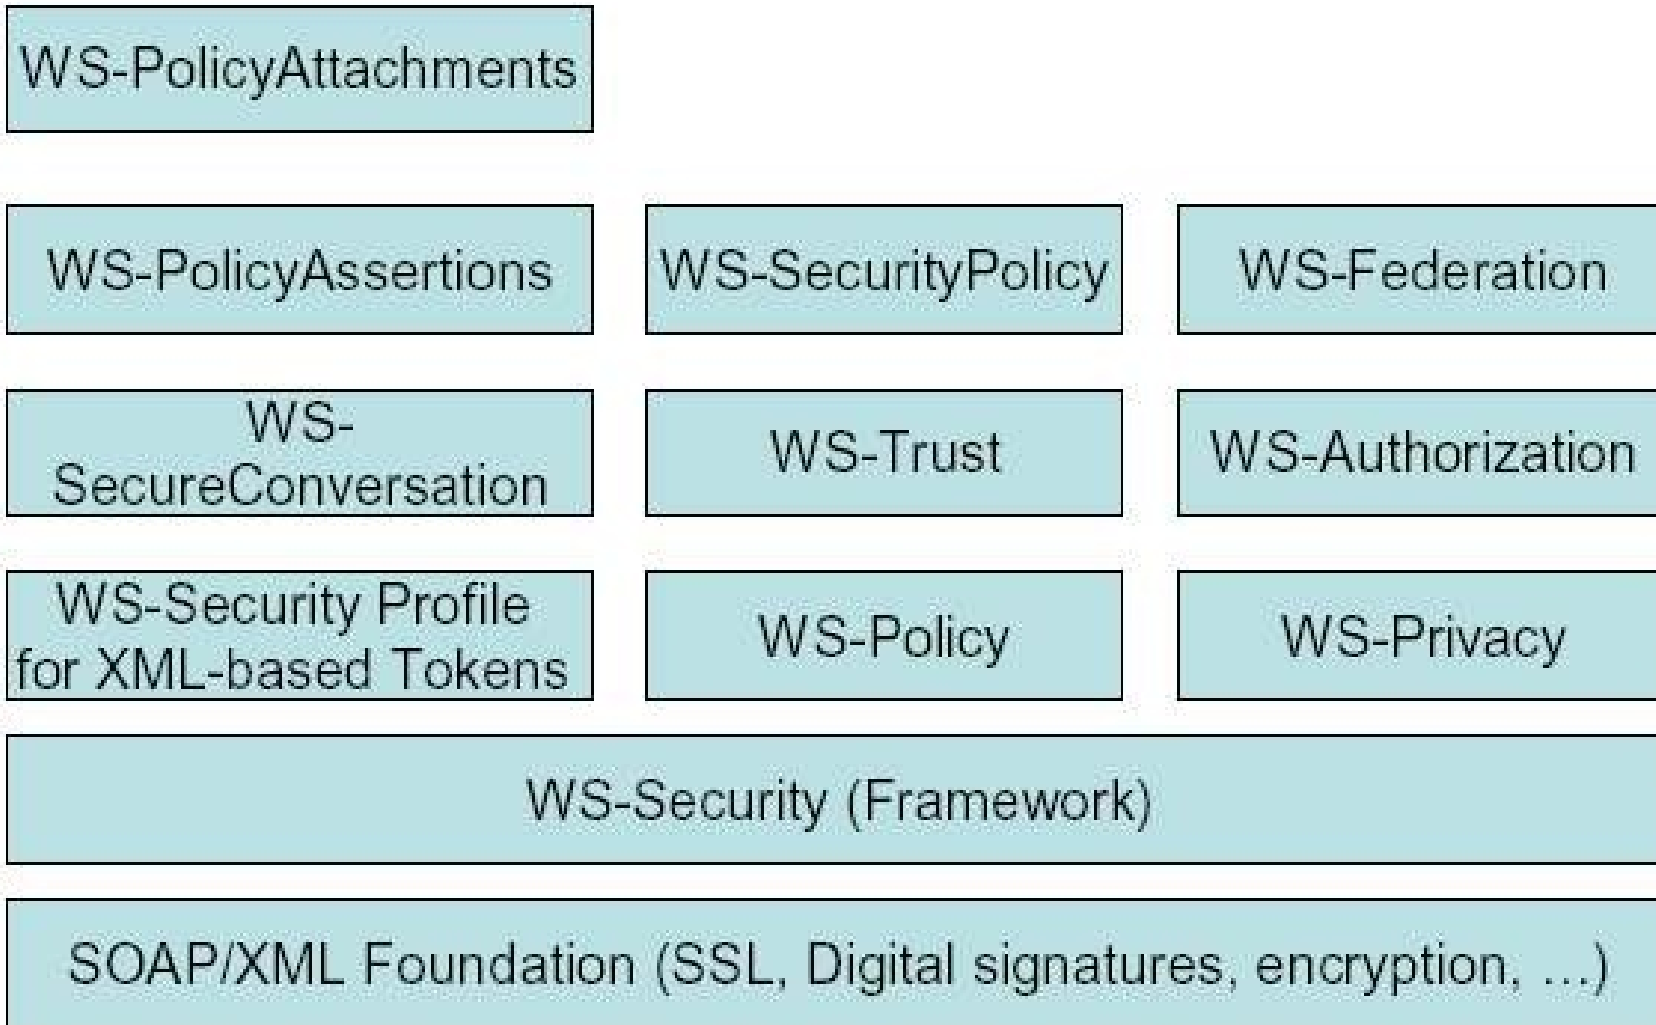 WS-PolicyAttachments
WS-PolicyAssertions
WS-SecurityPolicy
WS-Federation
WS-
SecureConversation
WS-Trust
WS-Authorization
WS-Security Profile
for XML-based Tokens
WS-Policy
WS-Privacy
WS-Security (Framework)
SOAP/XML Foundation (SSL, Digital signatures, encryption, …)